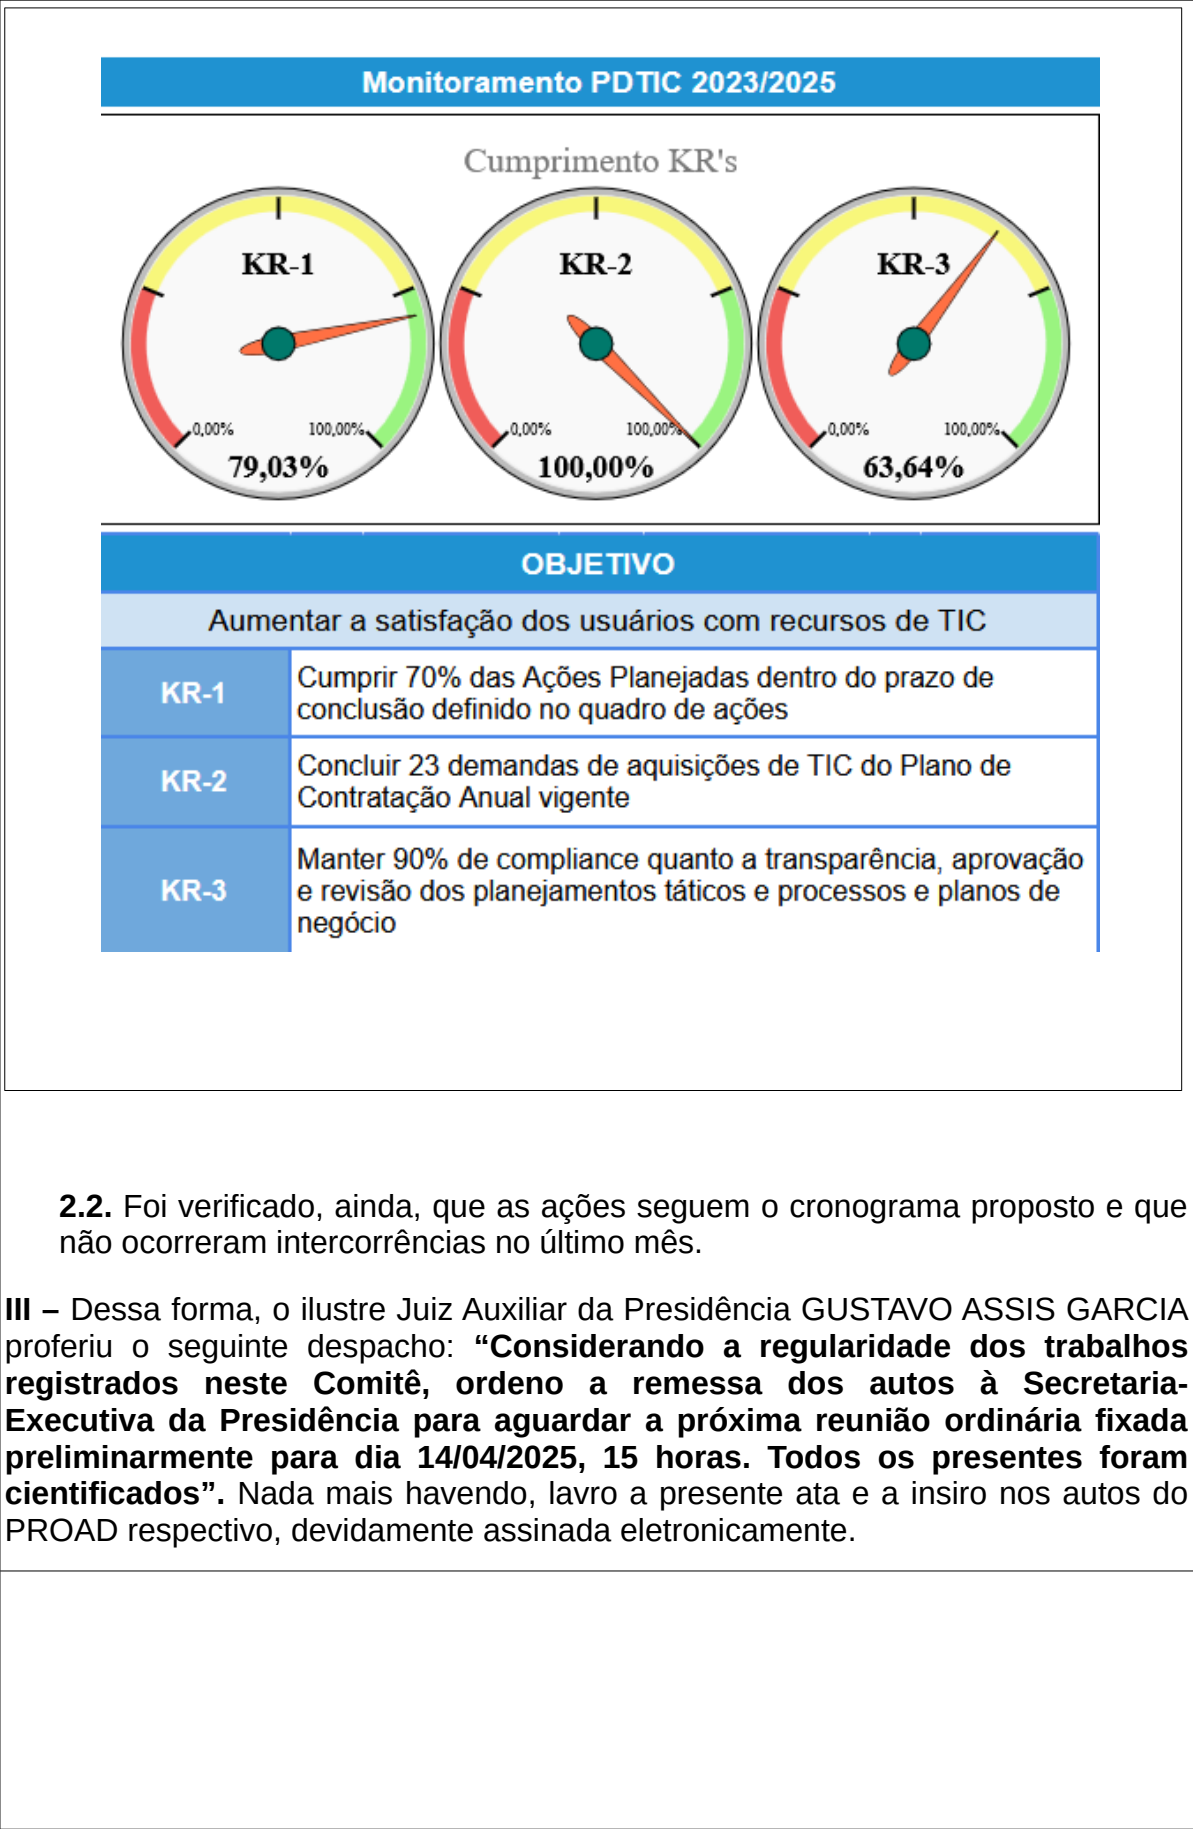 Monitoramento PDTIC 2023/2025
Cumprimento KR's
KR-1
KR-2
KR-3
0,00%
100,00%
0,00%
100,00%
0,00%
100,00%
79,03%
100,00%
63,64%
OBJETIVO
Aumentar a satisfação dos usuários com recursos de TIC
KR-1
Cumprir 70% das Ações Planejadas dentro do prazo de
conclusão definido no quadro de ações
KR-2
Concluir 23 demandas de aquisições de TIC do Plano de
Contratação Anual vigente
KR-3
Manter 90% de compliance quanto a transparência, aprovação
e revisão dos planejamentos táticos e processos e planos de
negócio
2.2. Foi verificado, ainda, que as ações seguem o cronograma proposto e que
não ocorreram intercorrências no último mês.
III – Dessa forma, o ilustre Juiz Auxiliar da Presidência GUSTAVO ASSIS GARCIA
proferiu o seguinte despacho: “Considerando a regularidade dos trabalhos
registrados neste Comitê, ordeno a remessa dos autos à Secretaria-
Executiva da Presidência para aguardar a próxima reunião ordinária fixada
preliminarmente para dia 14/04/2025, 15 horas. Todos os presentes foram
cientificados”. Nada mais havendo, lavro a presente ata e a insiro nos autos do
PROAD respectivo, devidamente assinada eletronicamente.